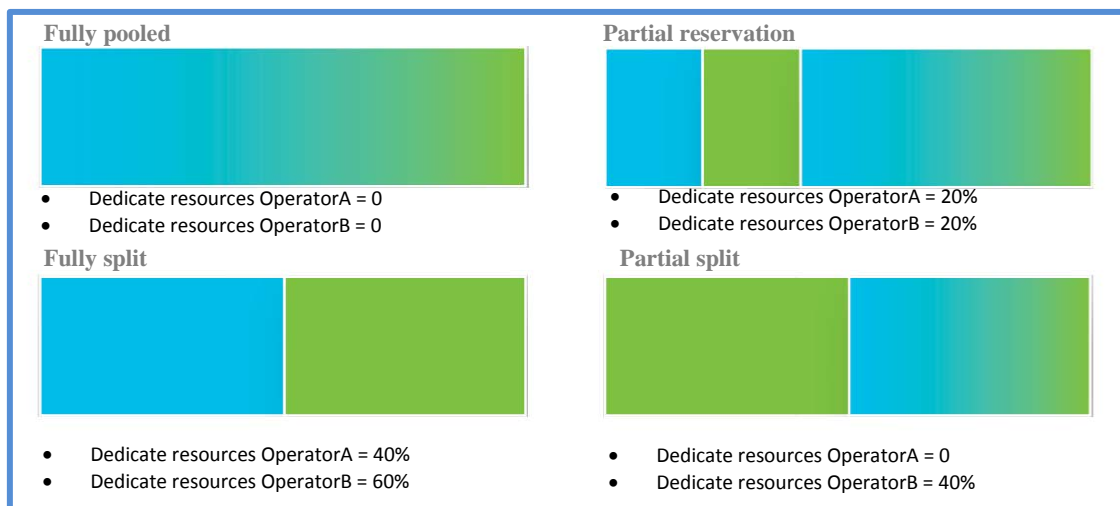 Fully pooled
• Dedicate resources OperatorA = 0
• Dedicate resources OperatorB = 0
Partial reservation
• Dedicate resources OperatorA = 20%
• Dedicate resources OperatorB = 20%
Fully split
• Dedicate resources OperatorA = 40%
• Dedicate resources OperatorB = 60%
Partial split
• Dedicate resources OperatorA = 0
• Dedicate resources OperatorB = 40%